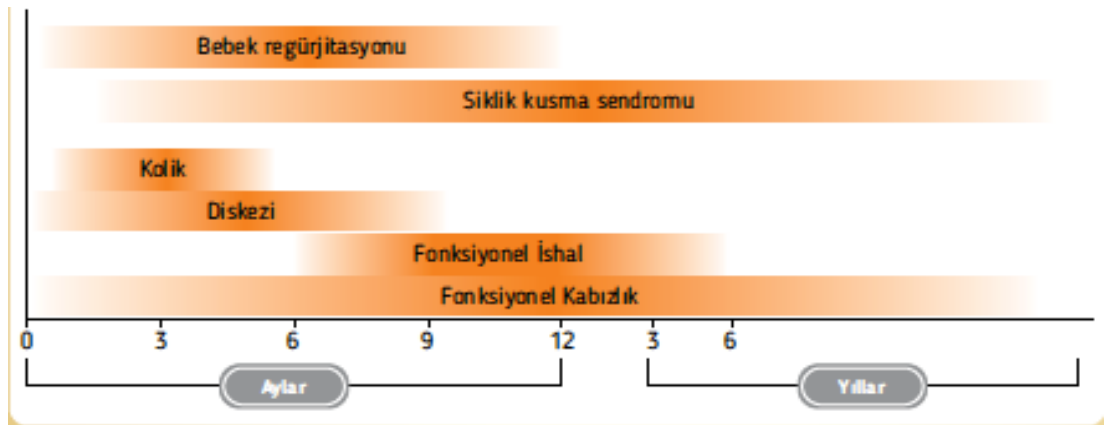 Bebek regürjitasyonu
Siklik kusma sendromu
Kolik
Diskezi
Fonksiyonel İshal
Fonksiyonel Kabızlık
0 3 6 9 12 3 6
Aylar Yıllar